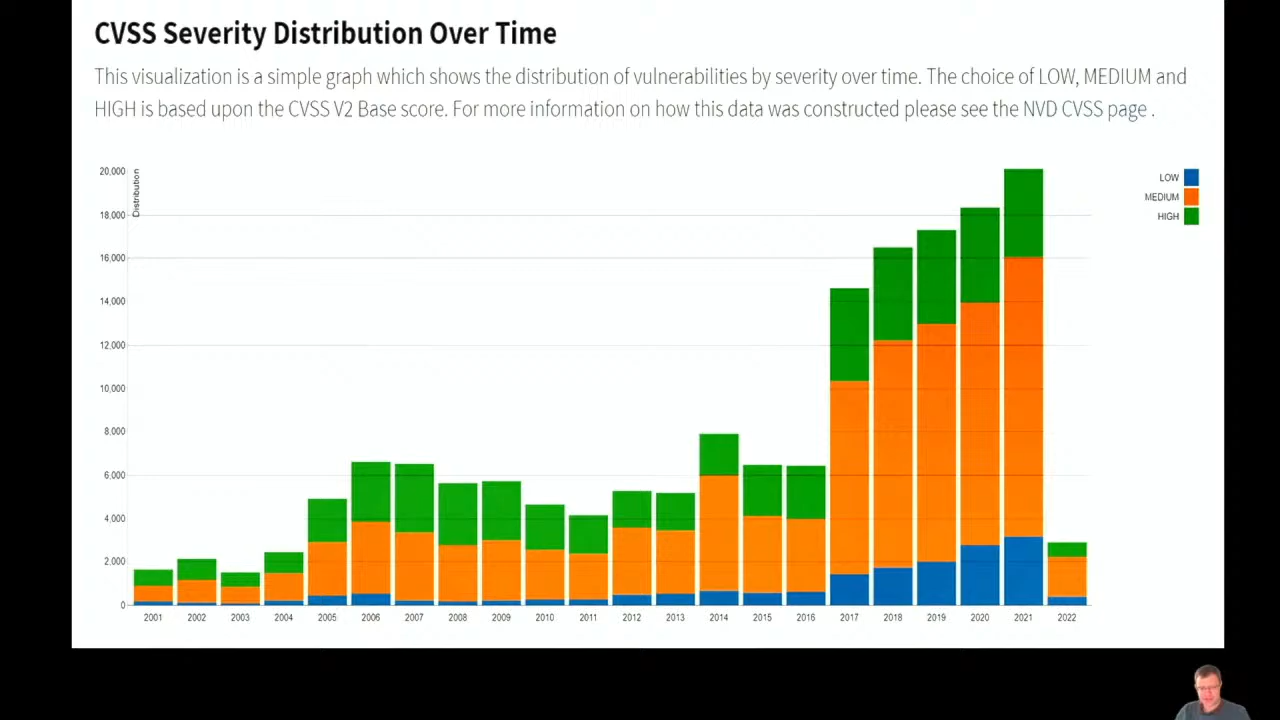 CVSS Severity Distribution Over Time
This visualization is a simple graph which shows the distribution of vulnerabilities by severity over time. The choice of LOW, MEDIUM and
HIGH is based upon the CVSS V2 Base score. For more information on how this data was constructed please see the NVD CVSS page .
Distribution
20,000
18,000
16,000
14,000
12,000
10,000
8,000
6,000
4,000
2,000
0
LOW
MEDIUM
HIGH
2001 2002 2003 2004 2005 2006 2007 2008 2009 2010 2011 2012 2013 2014 2015 2016 2017 2018 2019 2020 2021 2022